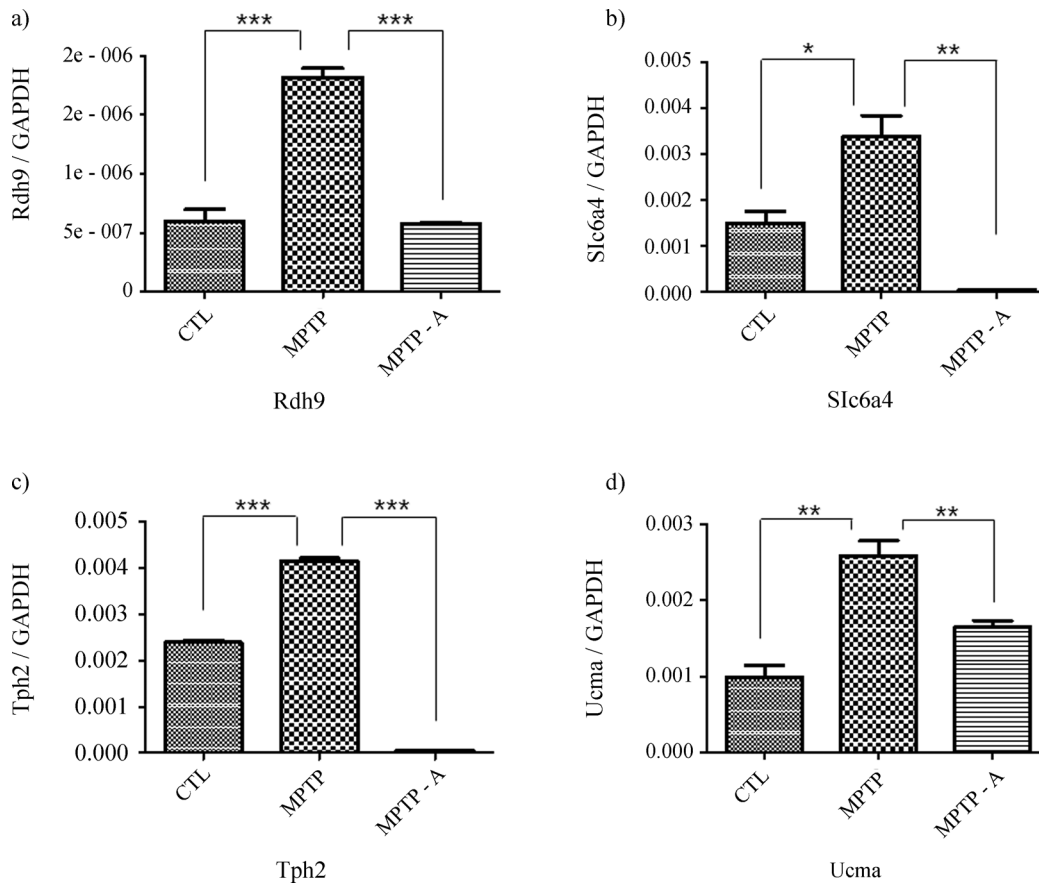 a)
***
***
Rdh9 / GAPDH
2e - 006
2e - 006
1e - 006
5e - 007
0
CTL
MPTP
MPTP - A
Rdh9
b)
*
**
SIc6a4 / GAPDH
0.005
0.004
0.003
0.002
0.001
0.000
CTL
MPTP
MPTP - A
SIc6a4
c)
***
***
Tph2 / GAPDH
0.005
0.004
0.003
0.002
0.001
0.000
CTL
MPTP
MPTP - A
Tph2
d)
**
**
Ucma / GAPDH
0.003
0.002
0.001
0.000
CTL
MPTP
MPTP - A
Ucma